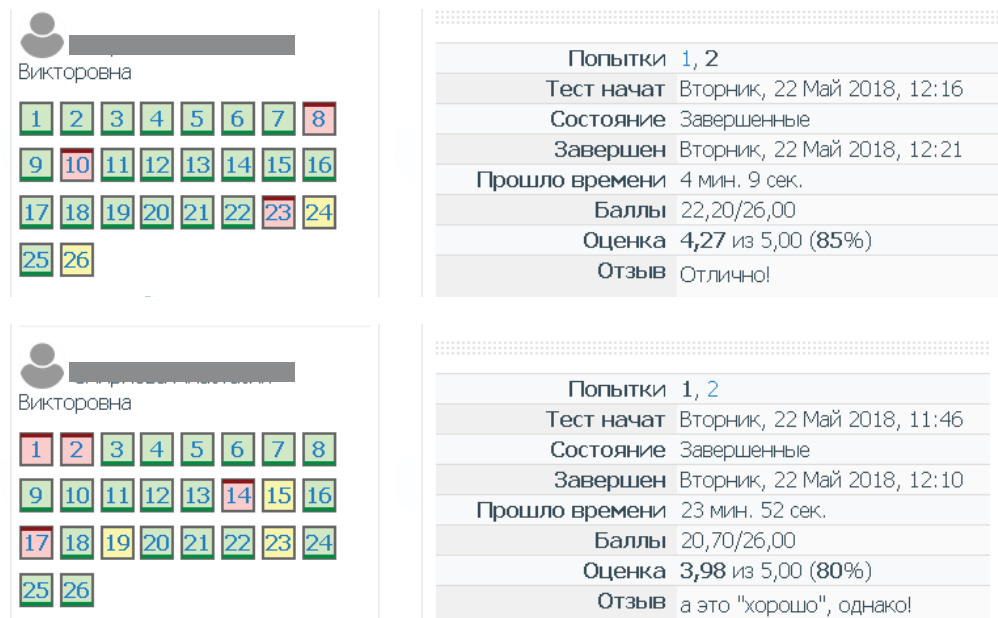 Викторовна
1 2 3 4 5 6 7 8
9 10 11 12 13 14 15 16
17 18 19 20 21 22 23 24
25 26
Попытки 1, 2
Тест начат Вторник, 22 Май 2018, 12:16
Состояние Завершенные
Завершен Вторник, 22 Май 2018, 12:21
Прошло времени 4 мин. 9 сек.
Баллы 22,20/26,00
Оценка 4,27 из 5,00 (85%)
Отзыв Отлично!
Викторовна
1 2 3 4 5 6 7 8
9 10 11 12 13 14 15 16
17 18 19 20 21 22 23 24
25 26
Попытки 1, 2
Тест начат Вторник, 22 Май 2018, 11:46
Состояние Завершенные
Завершен Вторник, 22 Май 2018, 12:10
Прошло времени 23 мин. 52 сек.
Баллы 20,70/26,00
Оценка 3,98 из 5,00 (80%)
Отзыв а это "хорошо", однако!